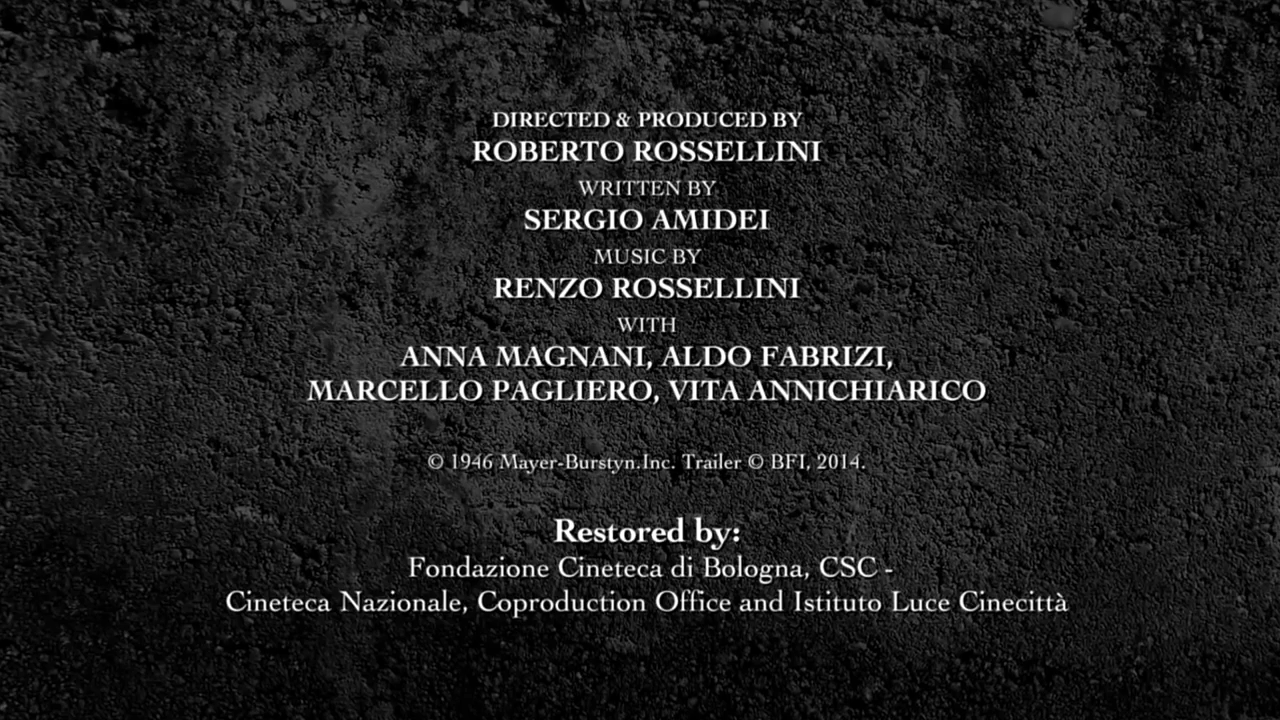 DIRECTED & PRODUCED BY
ROBERTO ROSSELLINI
WRITTEN BY
SERGIO AMIDEI
MUSIC BY
RENZO ROSSELLINI
WITH
ANNA MAGNANI, ALDO FABRIZI,
MARCELLO PAGLIERO, VITA ANNICHIARICO
© 1946 Mayer-Burstyn.Inc. Trailer © BFI, 2014.
Restored by:
Fondazione Cineteca di Bologna, CSC -
Cineteca Nazionale, Coproduction Office and Istituto Luce Cinecittà